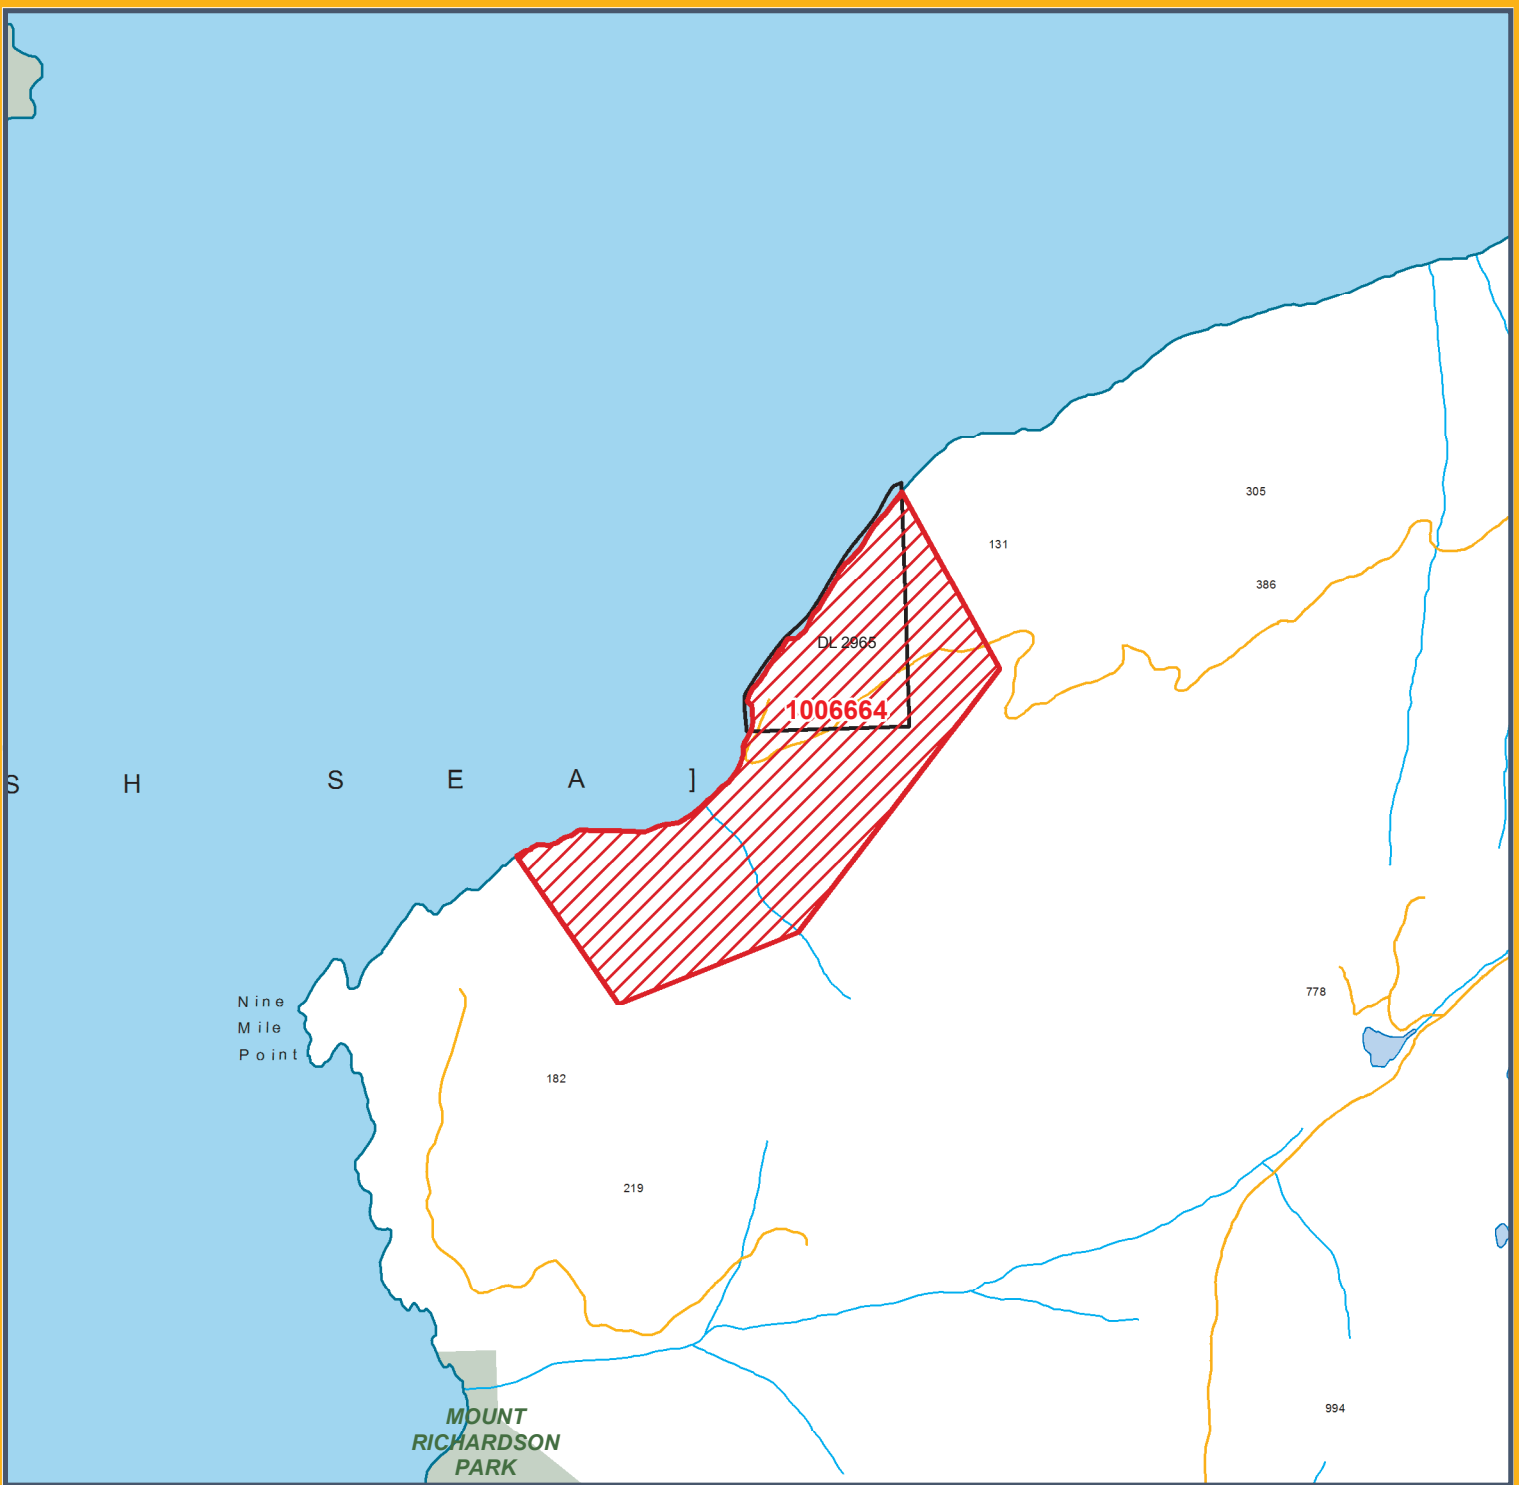 305
131
386
DL 2965
1006664
S H S E A ]
Nine
Mile
Point
778
182
219
994
MOUNT
RICHARDSON
PARK